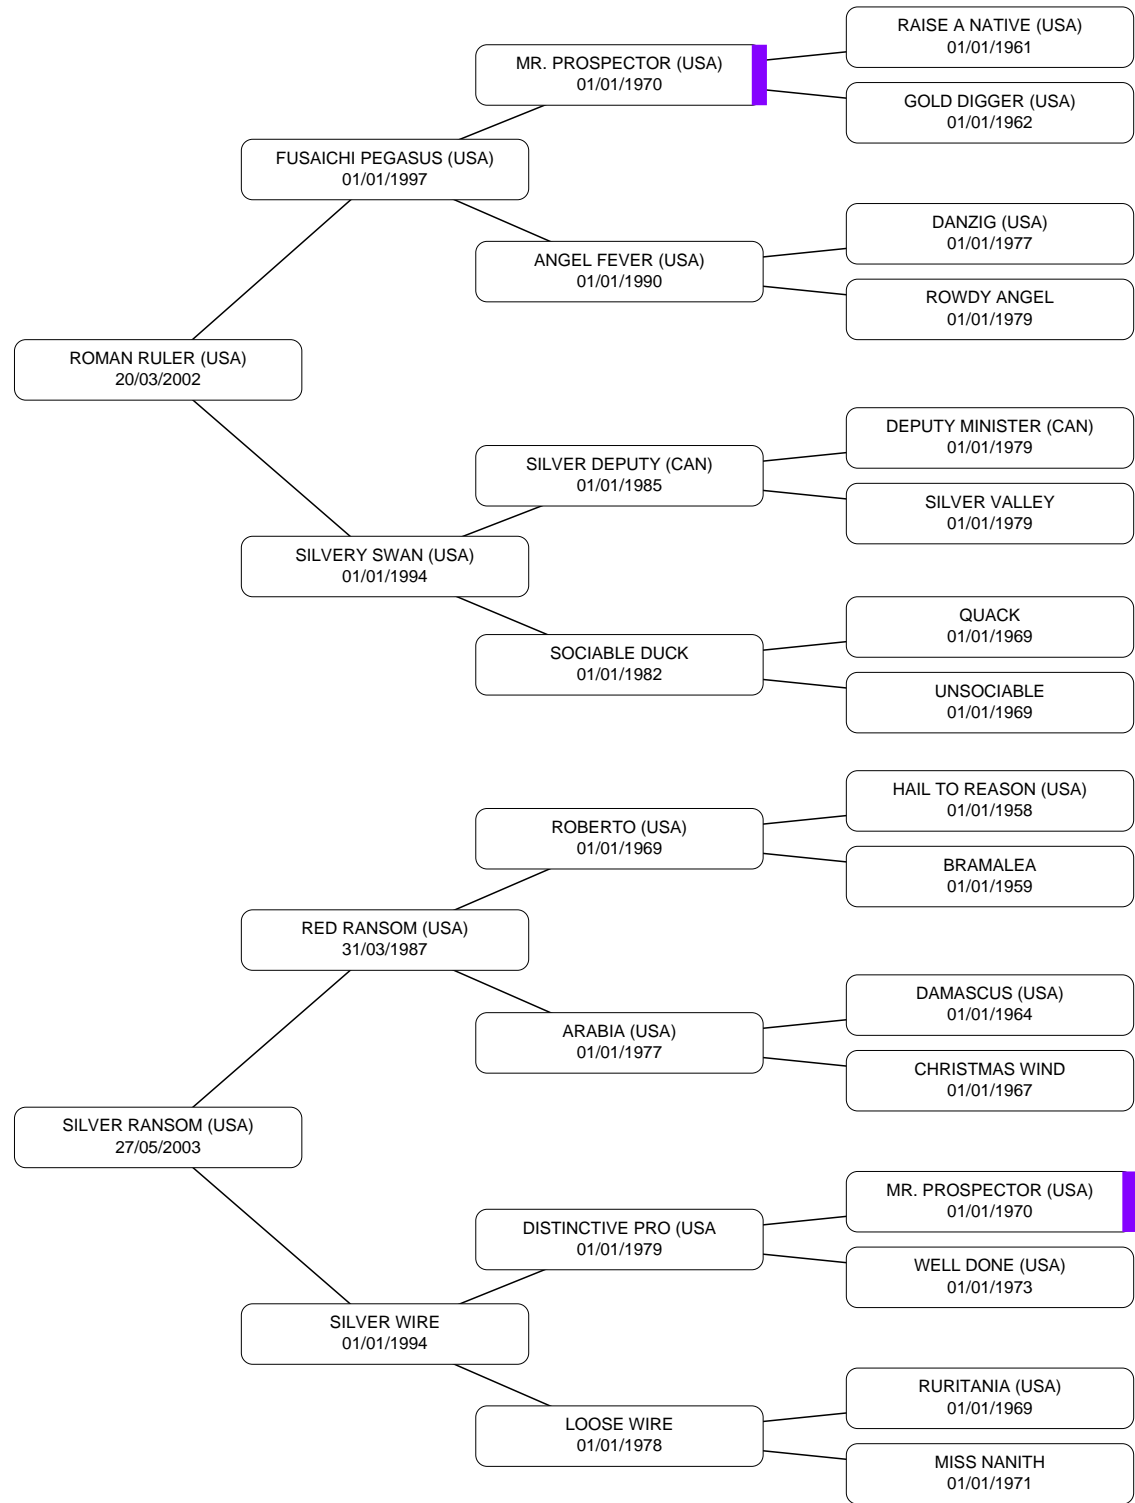 RAISE A NATIVE (USA)
01/01/1961
MR. PROSPECTOR (USA)
01/01/1970
GOLD DIGGER (USA)
01/01/1962
FUSAICHI PEGASUS (USA)
01/01/1997
DANZIG (USA)
01/01/1977
ANGEL FEVER (USA)
01/01/1990
ROWDY ANGEL
01/01/1979
ROMAN RULER (USA)
20/03/2002
DEPUTY MINISTER (CAN)
01/01/1979
SILVER DEPUTY (CAN)
01/01/1985
SILVER VALLEY
01/01/1979
SILVERY SWAN (USA)
01/01/1994
QUACK
01/01/1969
SOCIABLE DUCK
01/01/1982
UNSOCIABLE
01/01/1969
HAIL TO REASON (USA)
01/01/1958
ROBERTO (USA)
01/01/1969
BRAMALEA
01/01/1959
RED RANSOM (USA)
31/03/1987
DAMASCUS (USA)
01/01/1964
ARABIA (USA)
01/01/1977
CHRISTMAS WIND
01/01/1967
SILVER RANSOM (USA)
27/05/2003
MR. PROSPECTOR (USA)
01/01/1970
DISTINCTIVE PRO (USA
01/01/1979
WELL DONE (USA)
01/01/1973
SILVER WIRE
01/01/1994
RURITANIA (USA)
01/01/1969
LOOSE WIRE
01/01/1978
MISS NANITH
01/01/1971